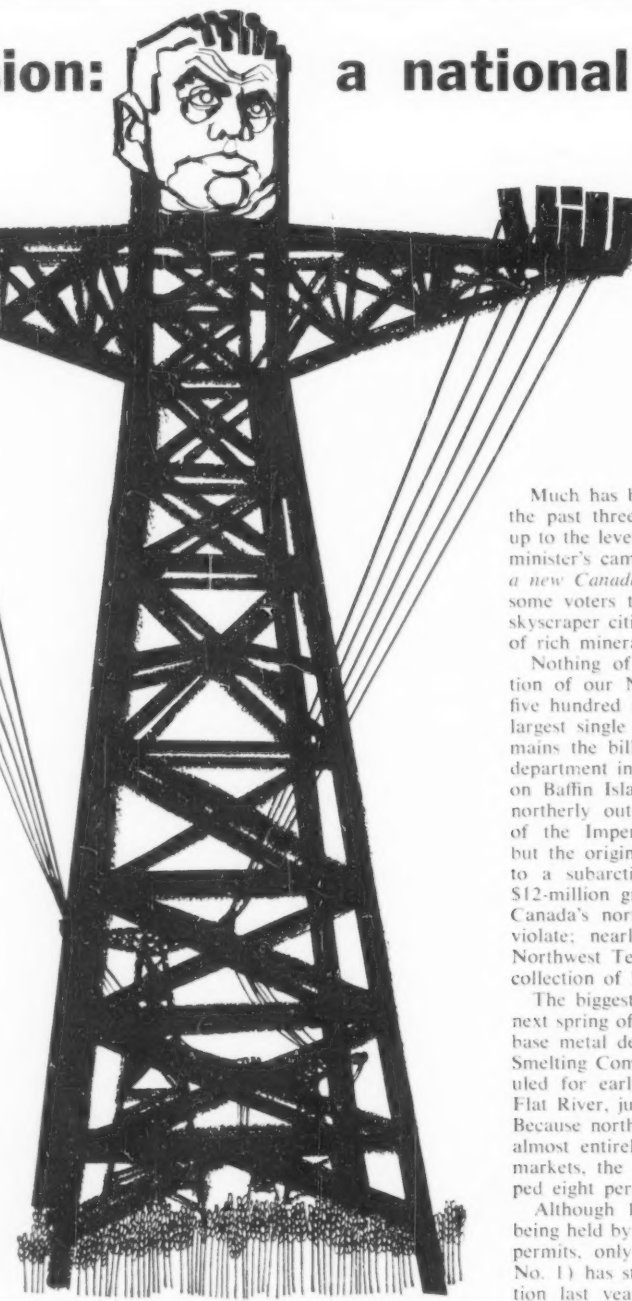 sion: a national
Much has b
the past three
up to the leve
minister's cam
a new Canada
some voters t
skyscraper citi
of rich minera
Nothing of
tion of our N
five hundred
largest single
mains the bill
department in
on Baffin Isla
northerly out
of the Imper
but the origin
to a subarcti
$12-million gr
Canada's nor
violate; nearl
Northwest Te
collection of
The biggest
next spring of
base metal de
Smelting Com
uled for earl
Flat River, ju
Because north
almost entirel
markets, the
ped eight per
Although l
being held by
permits, only
No. 1) has st
tion last yea